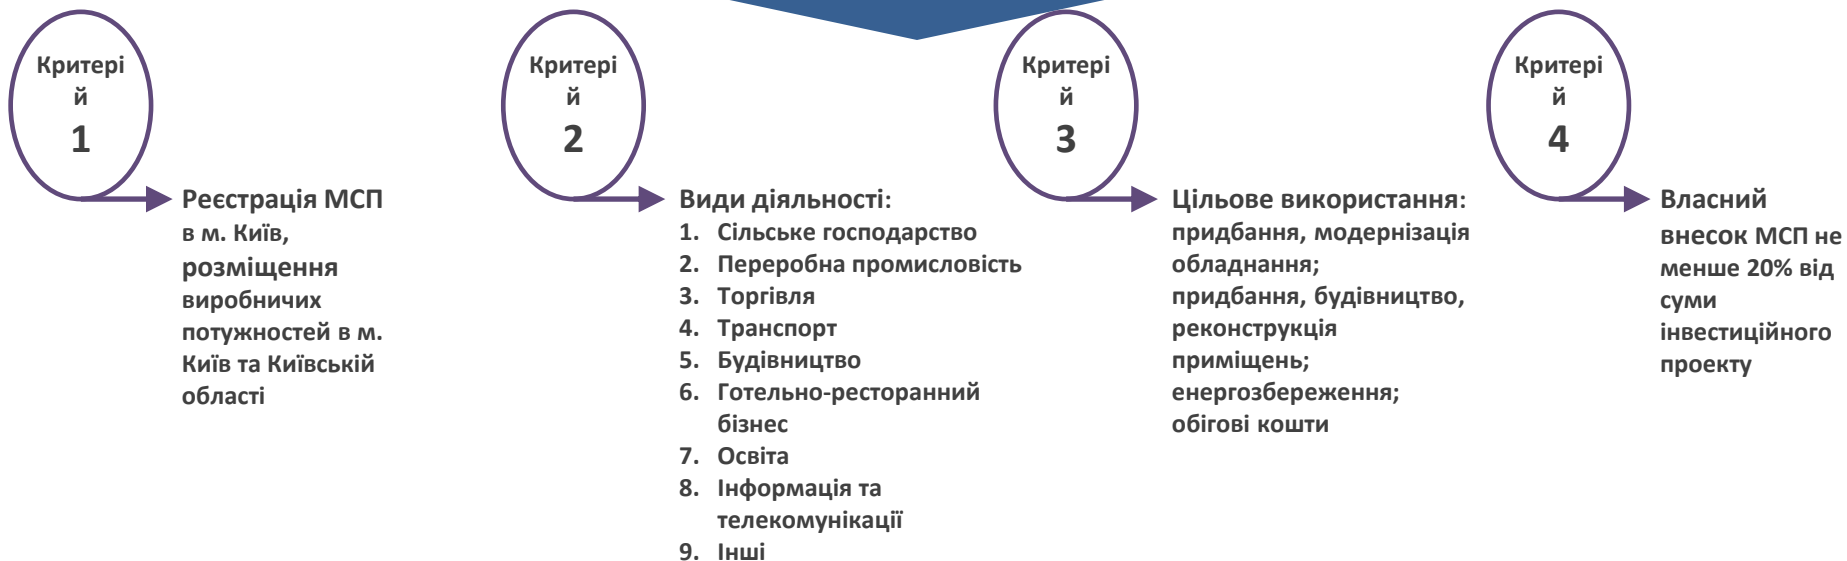 Критері
й
1
Реєстрація МСП
в м. Київ,
розміщення
виробничих
потужностей в м.
Київ та Київській
області
Критері
й
2
Види діяльності:
1. Сільське господарство
2. Переробна промисловість
3. Торгівля
4. Транспорт
5. Будівництво
6. Готельно-ресторанний
бізнес
7. Освіта
8. Інформація та
телекомунікації
9. Інші
Критері
й
3
Цільове використання:
придбання, модернізація
обладнання;
придбання, будівництво,
реконструкція
приміщень;
енергозбереження;
обігові кошти
Критері
й
4
Власний
внесок МСП не
менше 20% від
суми
інвестиційного
проекту